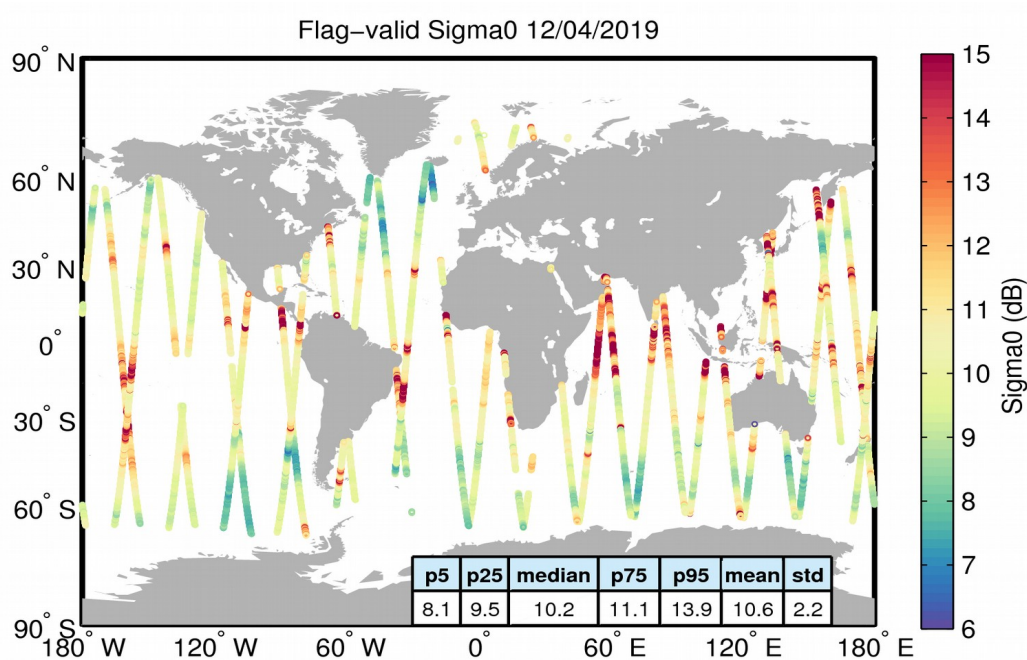 Flag−valid Sigma0 12/04/2019
90° N
60° N
30° N
0°
30° S
60° S
90° S
180° W
120° W
60° W
0°
60° E
120° E
180° E
15
14
13
12
11
10
9
8
7
6
Sigma0 (dB)
p5 p25 median p75 p95 mean std
8.1 9.5 10.2 11.1 13.9 10.6 2.2